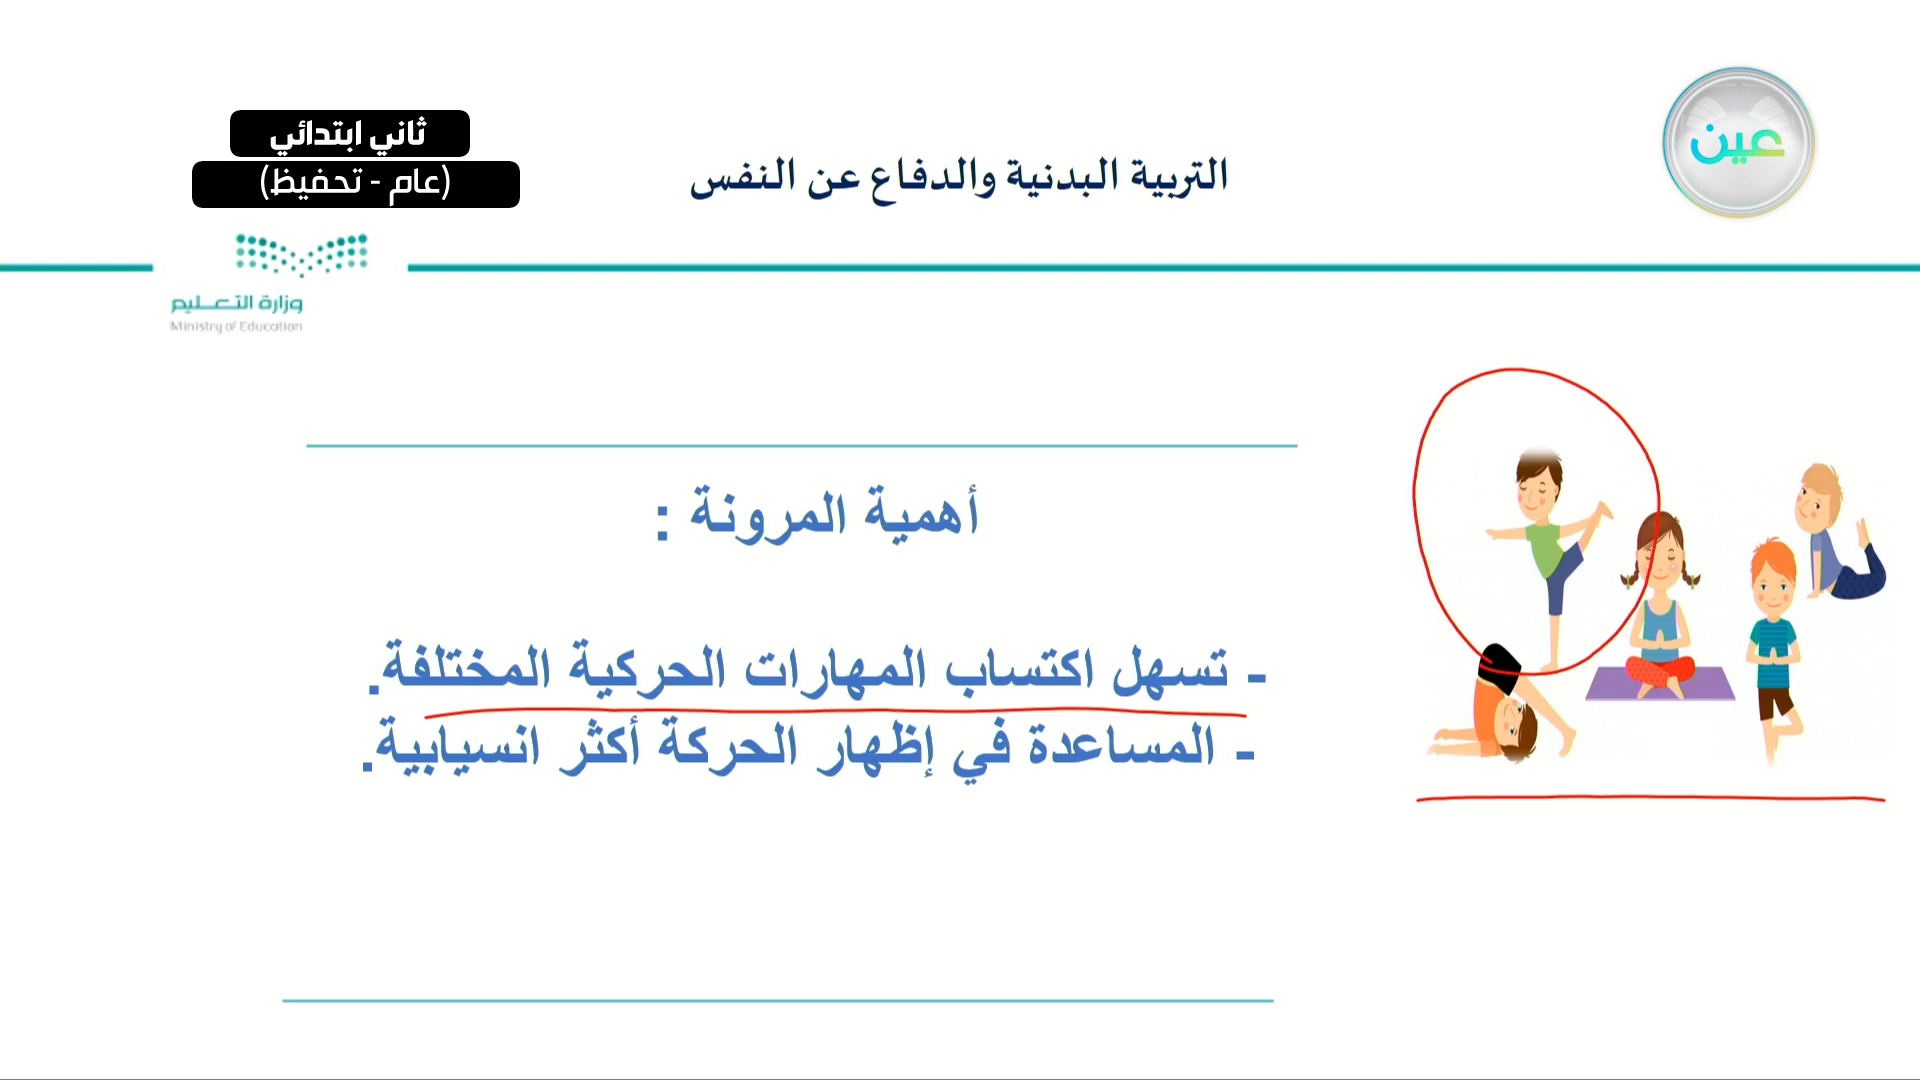 ثاني ابتدائي
(عام - تحفيظ)
التربية البدنية والدفاع عن النفس
عين
وزارة التعليم
Ministry of Education
أهمية المرونة :
- تسهل اكتساب المهارات الحركية المختلفة.
- المساعدة في إظهار الحركة أكثر انسيابية.